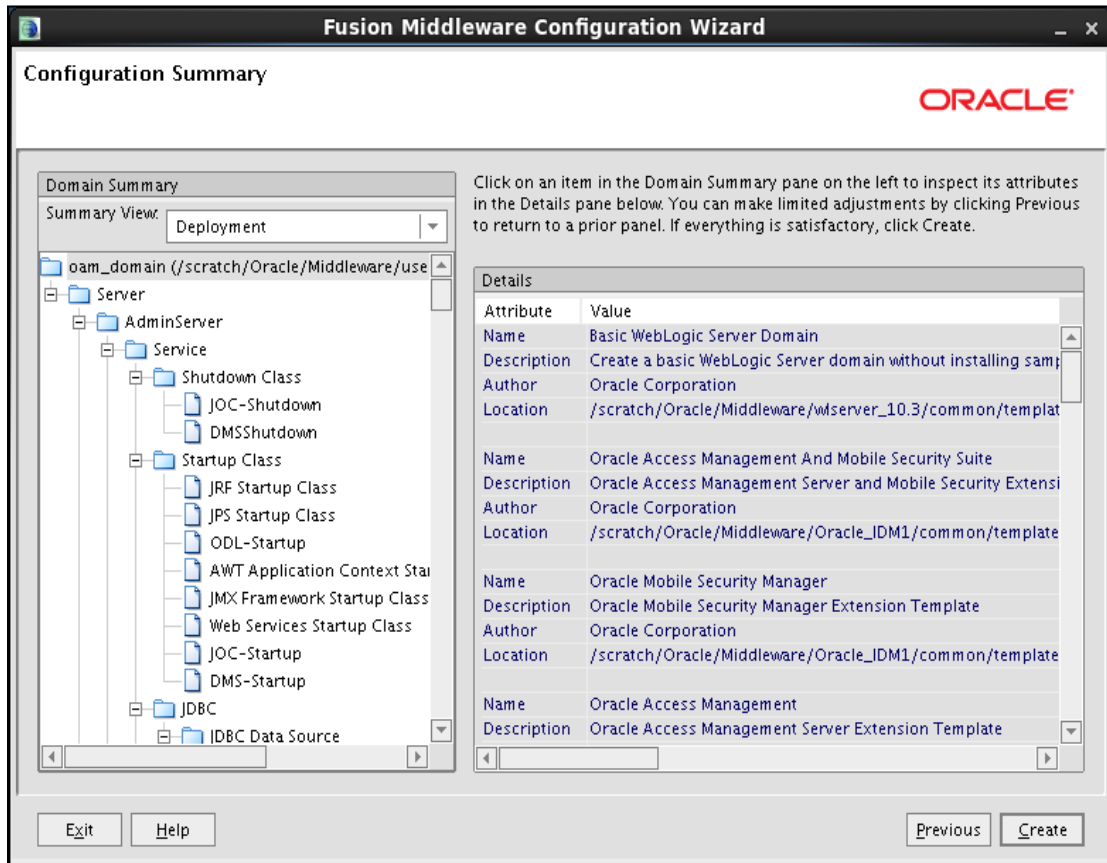 Fusion Middleware Configuration Wizard
Configuration Summary
ORACLE
Domain Summary
Summary View:
Deployment
oam_domain (/scratch/Oracle/Middleware/use
Server
AdminServer
Service
Shutdown Class
JOC-Shutdown
DMSShutdown
Startup Class
JRF Startup Class
JPS Startup Class
ODL-Startup
AWT Application Context Star
JMX Framework Startup Class
Web Services Startup Class
JOC-Startup
DMS-Startup
JDBC
JDBC Data Source
Click on an item in the Domain Summary pane on the left to inspect its attributes
in the Details pane below. You can make limited adjustments by clicking Previous
to return to a prior panel. If everything is satisfactory, click Create.
Details
Attribute Value
Name Basic WebLogic Server Domain
Description Create a basic WebLogic Server domain without installing samp
Author Oracle Corporation
Location /scratch/Oracle/Middleware/wlserver_10.3/common/templat
Name Oracle Access Management And Mobile Security Suite
Description Oracle Access Management Server and Mobile Security Extensi
Author Oracle Corporation
Location /scratch/Oracle/Middleware/Oracle_IDM1/common/template
Name Oracle Mobile Security Manager
Description Oracle Mobile Security Manager Extension Template
Author Oracle Corporation
Location /scratch/Oracle/Middleware/Oracle_IDM1/common/template
Name Oracle Access Management
Description Oracle Access Management Server Extension Template
Exit Help Previous Create